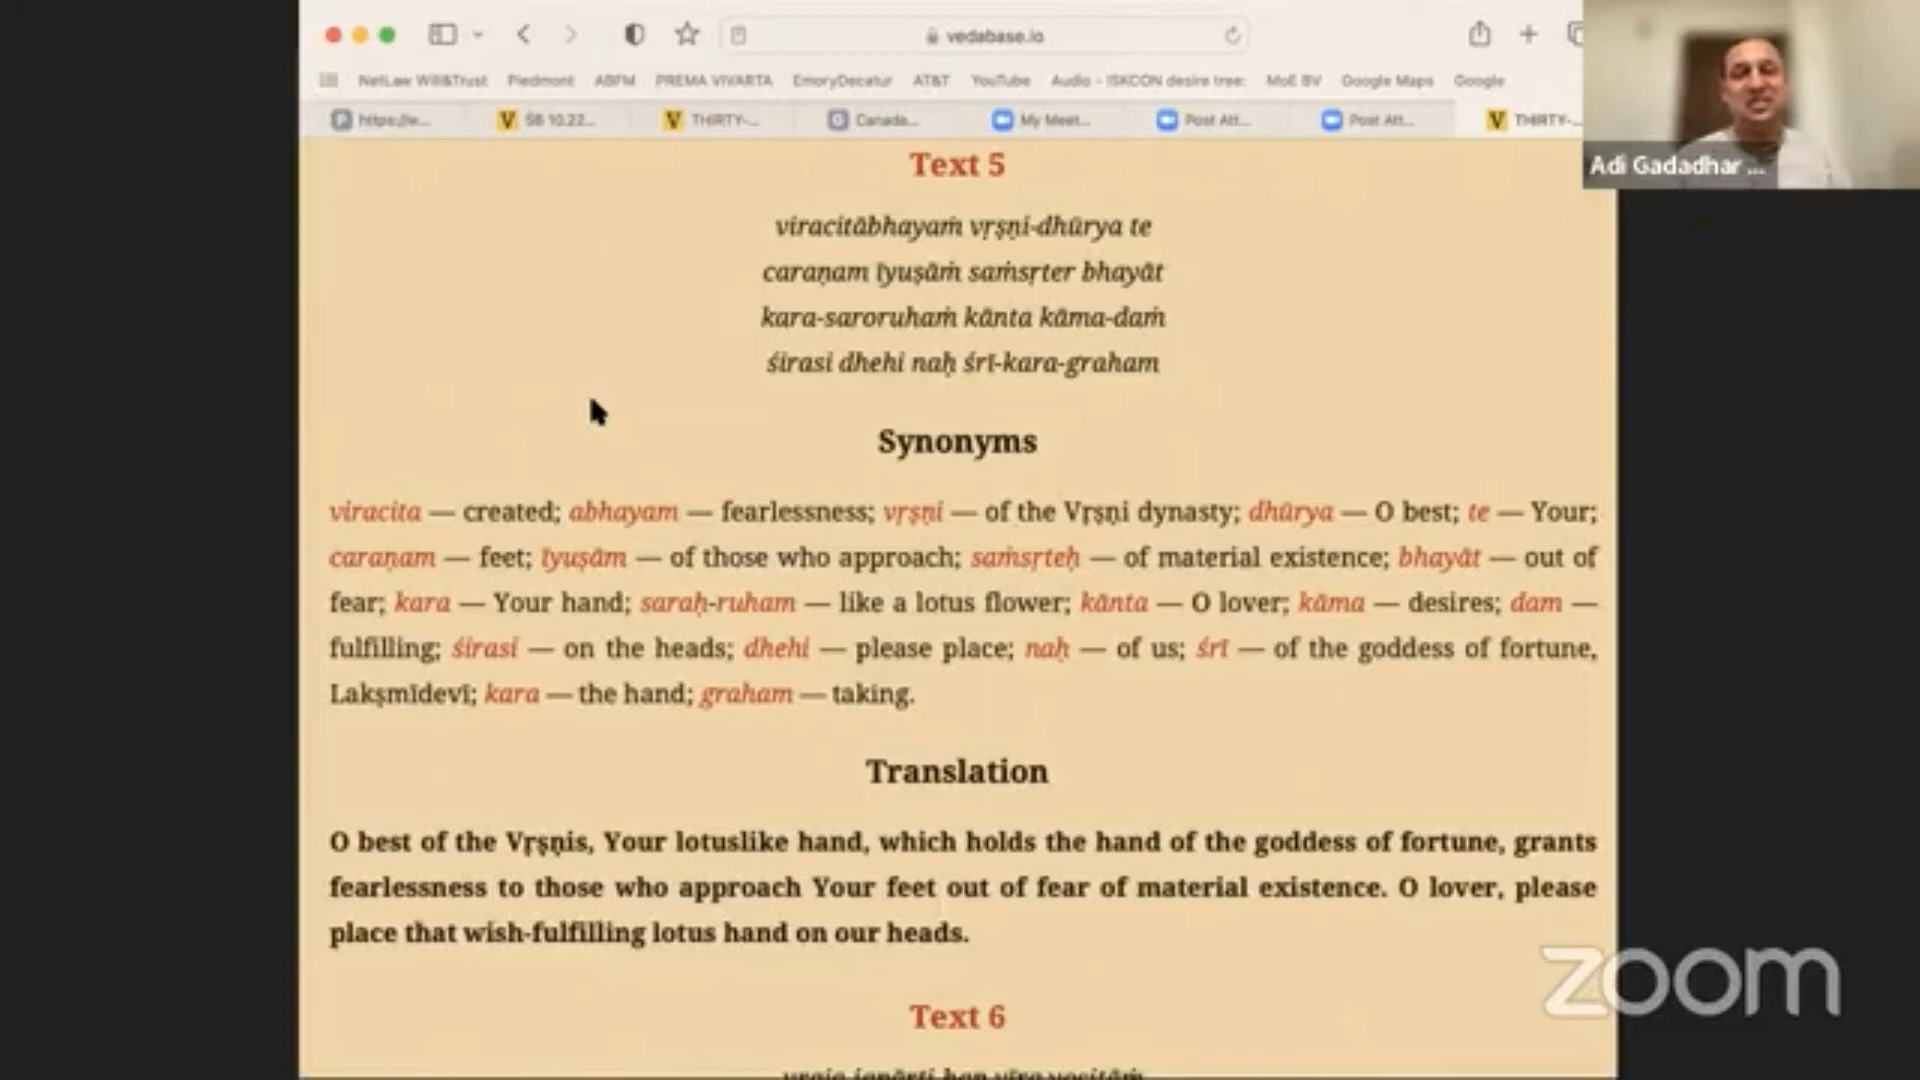 vedabase.io
NetLaw Will&Trust Piedmont ABFM PREMA VIVARTA EmoryDecatur AT&T YouTube Audio - ISKCON desire tree: MoE BV Google Maps Google
https://w... SB 10.22... THIRTY-... Canada... My Meet... Post Att... Post Att... THIRTY-...
Adi Gadadhar ...
Text 5
viracitābhayaṁ vṛṣṇi-dhūrya te
caraṇam īyuṣāṁ saṁsṛter bhayāt
kara-saroruhaṁ kānta kāma-daṁ
śirasi dhehi naḥ śrī-kara-graham
Synonyms
viracita — created; abhayam — fearlessness; vṛṣṇi — of the Vṛṣṇi dynasty; dhūrya — O best; te — Your;
caraṇam — feet; īyuṣām — of those who approach; saṁsṛteḥ — of material existence; bhayāt — out of
fear; kara — Your hand; saraḥ-ruham — like a lotus flower; kānta — O lover; kāma — desires; dam —
fulfilling; śirasi — on the heads; dhehi — please place; naḥ — of us; śrī — of the goddess of fortune,
Lakṣmīdevī; kara — the hand; graham — taking.
Translation
O best of the Vṛṣṇis, Your lotuslike hand, which holds the hand of the goddess of fortune, grants
fearlessness to those who approach Your feet out of fear of material existence. O lover, please
place that wish-fulfilling lotus hand on our heads.
zoom
Text 6